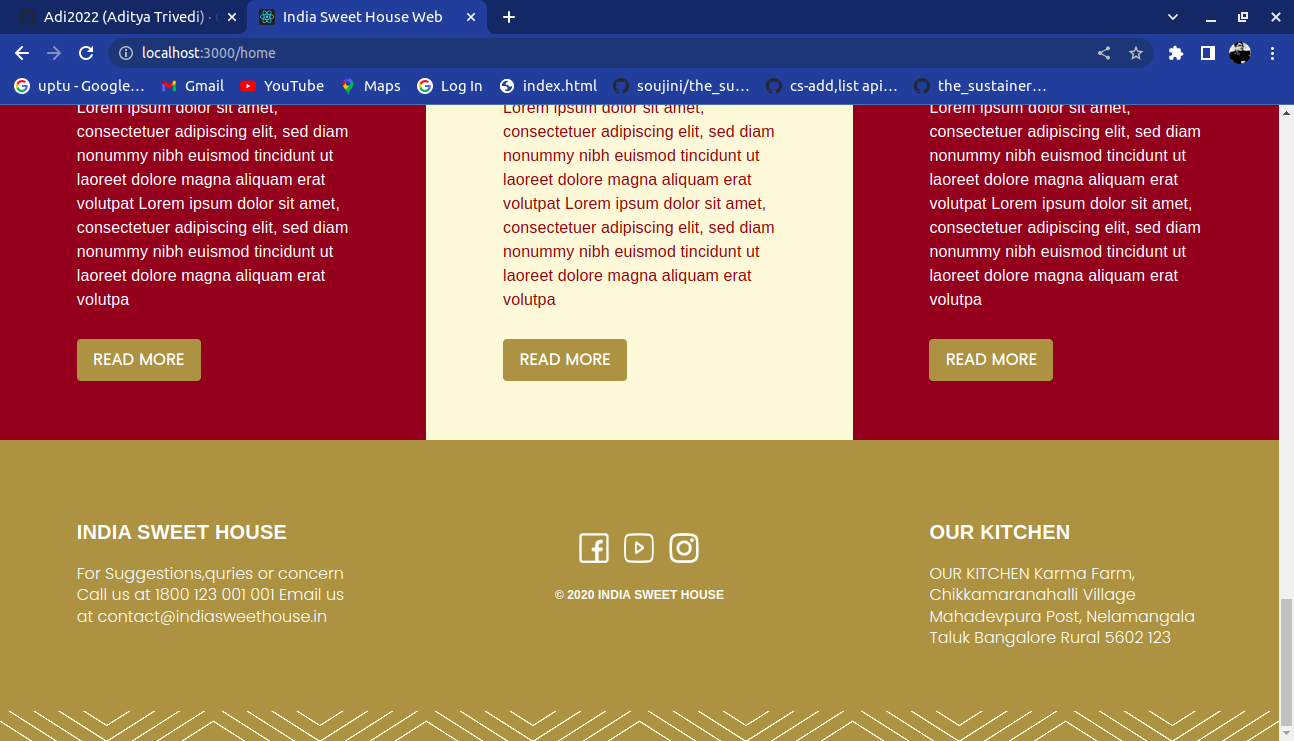 Adi2022 (Aditya Trivedi) ·
India Sweet House Web
localhost:3000/home
uptu - Google…
Gmail
YouTube
Maps
Log In
index.html
soujini/the_su…
cs-add,list api…
the_sustainer…
Lorem ipsum dolor sit amet,
consectetuer adipiscing elit, sed diam
nonummy nibh euismod tincidunt ut
laoreet dolore magna aliquam erat
volutpat Lorem ipsum dolor sit amet,
consectetuer adipiscing elit, sed diam
nonummy nibh euismod tincidunt ut
laoreet dolore magna aliquam erat
volutpa
READ MORE
Lorem ipsum dolor sit amet,
consectetuer adipiscing elit, sed diam
nonummy nibh euismod tincidunt ut
laoreet dolore magna aliquam erat
volutpat Lorem ipsum dolor sit amet,
consectetuer adipiscing elit, sed diam
nonummy nibh euismod tincidunt ut
laoreet dolore magna aliquam erat
volutpa
READ MORE
Lorem ipsum dolor sit amet,
consectetuer adipiscing elit, sed diam
nonummy nibh euismod tincidunt ut
laoreet dolore magna aliquam erat
volutpat Lorem ipsum dolor sit amet,
consectetuer adipiscing elit, sed diam
nonummy nibh euismod tincidunt ut
laoreet dolore magna aliquam erat
volutpa
READ MORE
INDIA SWEET HOUSE
For Suggestions,quries or concern
Call us at 1800 123 001 001 Email us
at contact@indiasweethouse.in
© 2020 INDIA SWEET HOUSE
OUR KITCHEN
OUR KITCHEN Karma Farm,
Chikkamaranahalli Village
Mahadevpura Post, Nelamangala
Taluk Bangalore Rural 5602 123